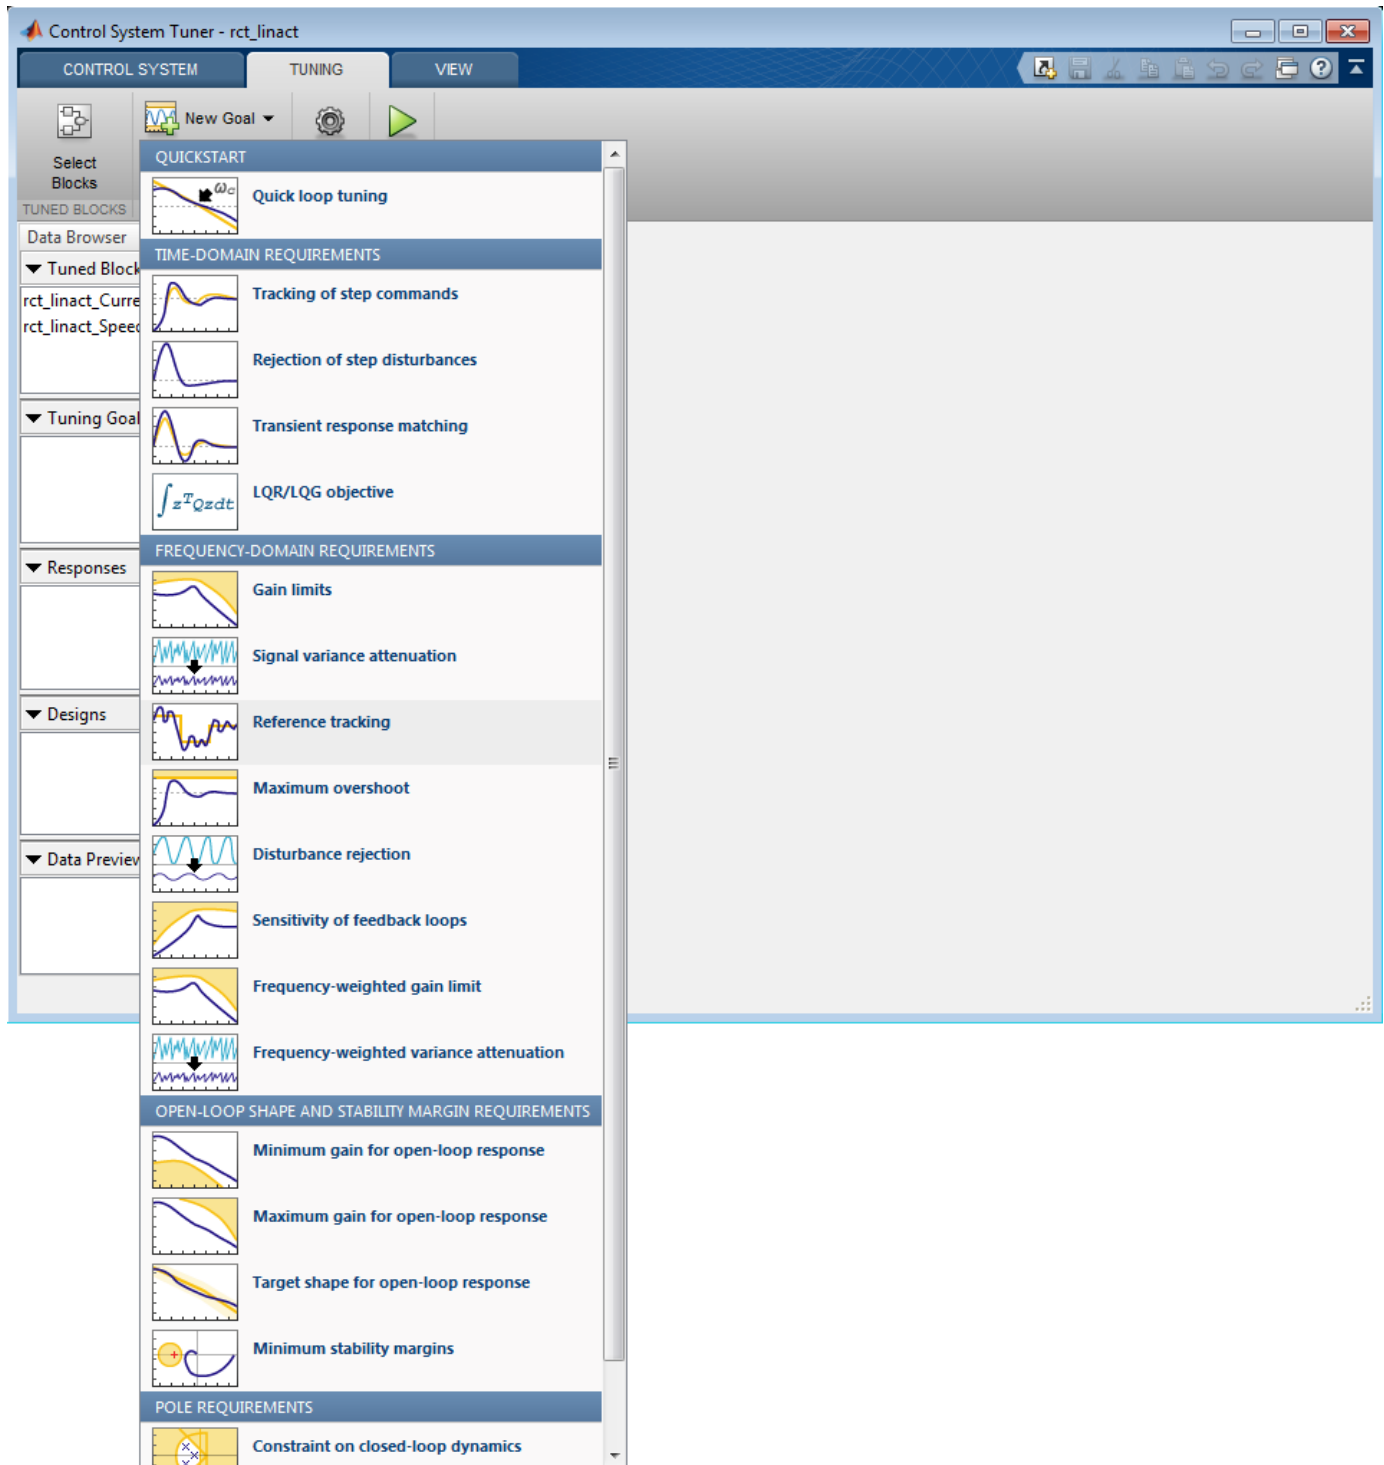 Control System Tuner - rct_linact
CONTROL SYSTEM
TUNING
VIEW
New Goal
Select
Blocks
TUNED BLOCKS
Data Browser
Tuned Block
rct_linact_Curre
rct_linact_Speed
Tuning Goal
Responses
Designs
Data Preview
QUICKSTART
ωc
Quick loop tuning
TIME-DOMAIN REQUIREMENTS
Tracking of step commands
Rejection of step disturbances
Transient response matching
∫zᵀQzdt
LQR/LQG objective
FREQUENCY-DOMAIN REQUIREMENTS
Gain limits
Signal variance attenuation
Reference tracking
Maximum overshoot
Disturbance rejection
Sensitivity of feedback loops
Frequency-weighted gain limit
Frequency-weighted variance attenuation
OPEN-LOOP SHAPE AND STABILITY MARGIN REQUIREMENTS
Minimum gain for open-loop response
Maximum gain for open-loop response
Target shape for open-loop response
Minimum stability margins
POLE REQUIREMENTS
Constraint on closed-loop dynamics